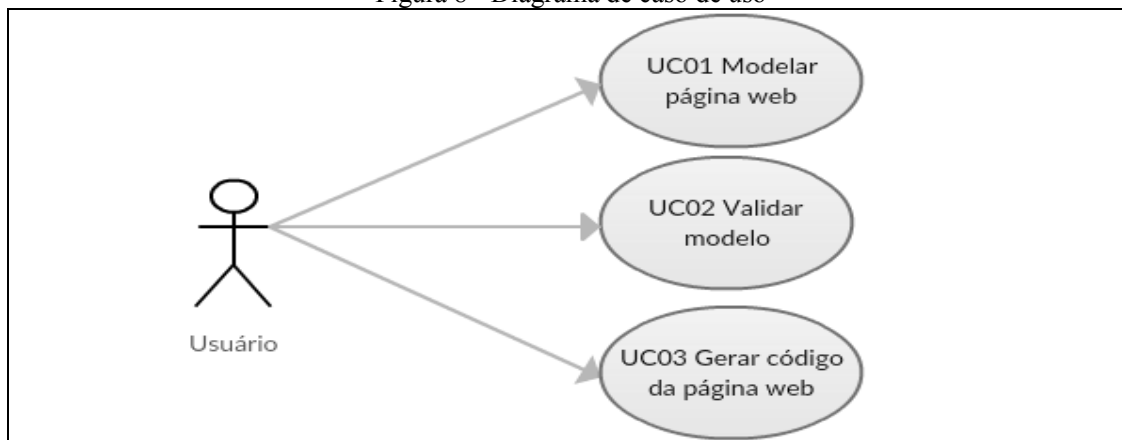 Figura 8 - Diagrama de caso de uso
UC01 Modelar
página web
UC02 Validar
modelo
Usuário
UC03 Gerar código
da página web